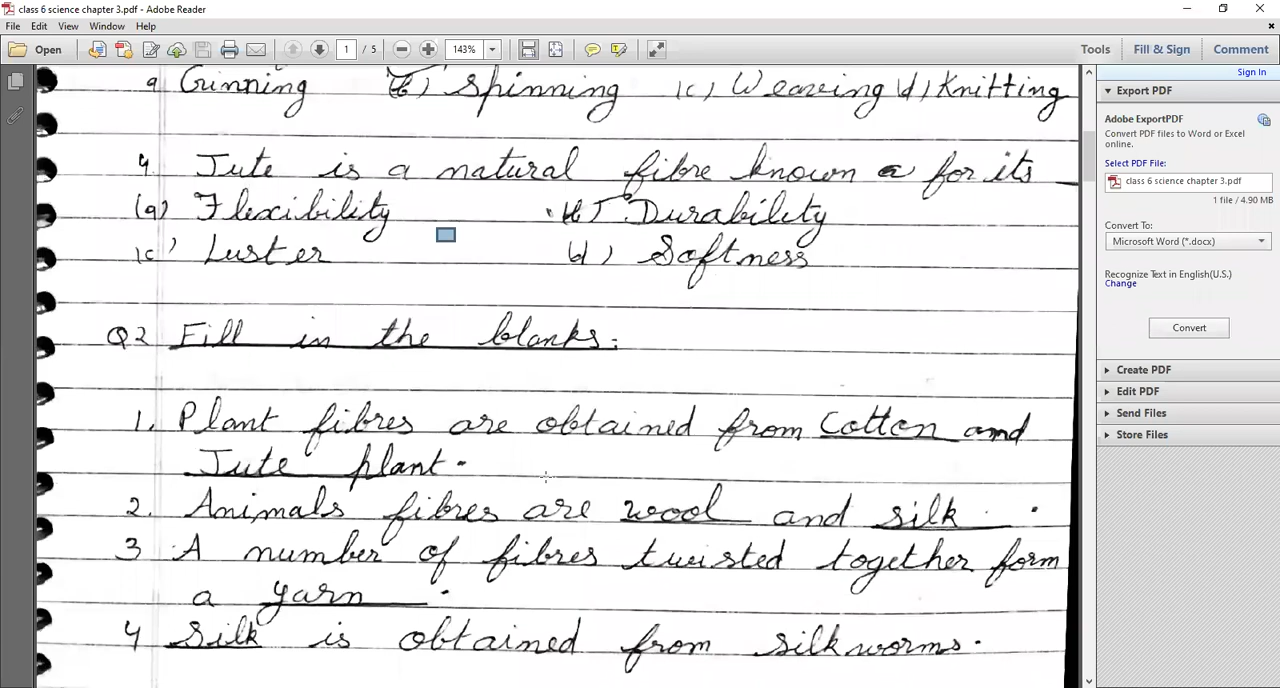 class 6 science chapter 3.pdf - Adobe Reader
File Edit View Window Help
Open 1 / 5 143% Tools Fill & Sign Comment
Sign In
a Ginning b) Spinning (c) Weaving d) Knitting
4. Jute is a natural fibre known for its
(a) Flexibility b) Durability
(c) Luster d) Softness
Q2 Fill in the blanks:
1. Plant fibres are obtained from Cotton and
Jute plant.
2. Animals fibres are wool and silk.
3 A number of fibres twisted together form
a yarn.
4 Silk is obtained from silkworms.
Export PDF
Adobe ExportPDF
Convert PDF files to Word or Excel
online.
Select PDF File:
class 6 science chapter 3.pdf
1 file / 4.90 MB
Convert To:
Microsoft Word (*.docx)
Recognize Text in English(U.S.)
Change
Convert
Create PDF
Edit PDF
Send Files
Store Files